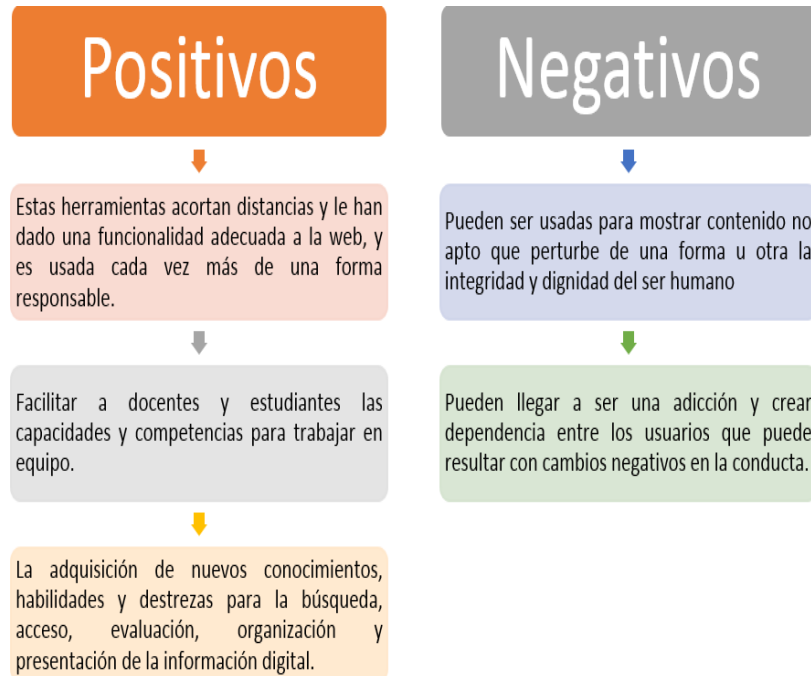 Positivos
Estas herramientas acortan distancias y le han
dado una funcionalidad adecuada a la web, y
es usada cada vez más de una forma
responsable.
Facilitar a docentes y estudiantes las
capacidades y competencias para trabajar en
equipo.
La adquisición de nuevos conocimientos,
habilidades y destrezas para la búsqueda,
acceso, evaluación, organización y
presentación de la información digital.
Negativos
Pueden ser usadas para mostrar contenido no
apto que perturbe de una forma u otra la
integridad y dignidad del ser humano
Pueden llegar a ser una adicción y crear
dependencia entre los usuarios que puede
resultar con cambios negativos en la conducta.